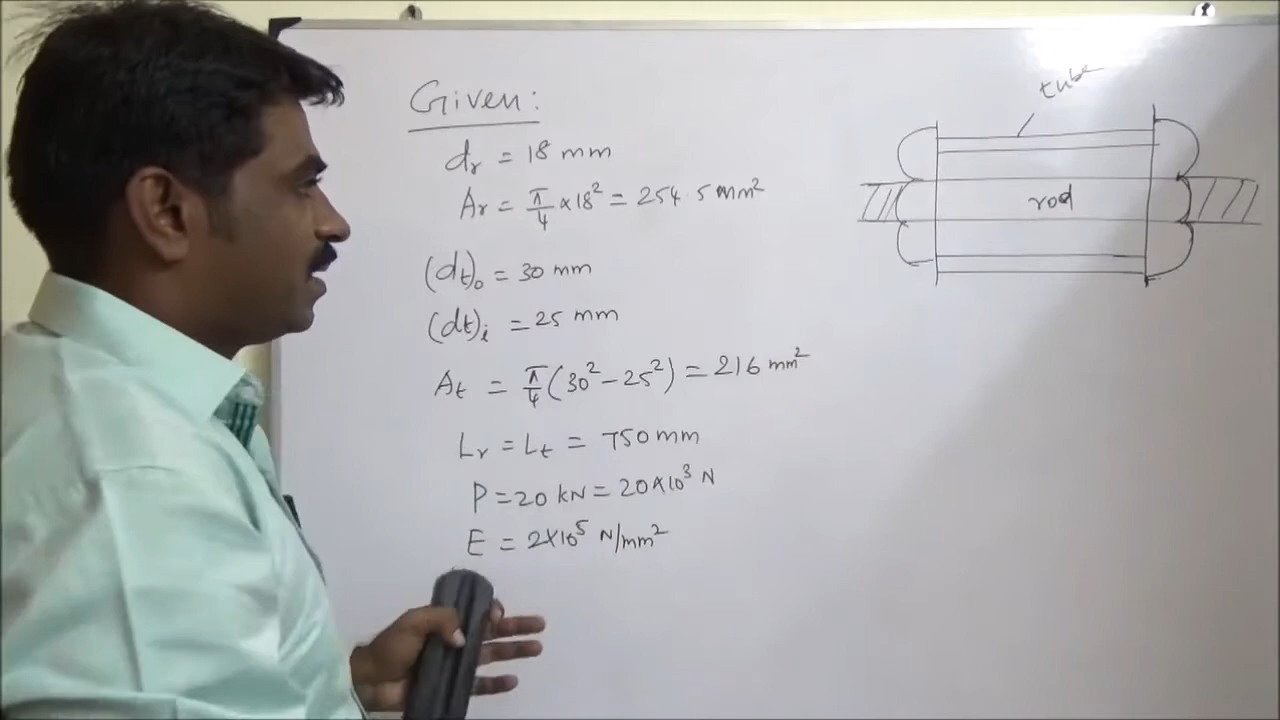 Given:
dr = 18 mm
Ar = π/4 × 18² = 254.5 mm²
(dt)o = 30 mm
(dt)i = 25 mm
At = π/4 (30² − 25²) = 216 mm²
Lr = Lt = 750 mm
P = 20 kN = 20×10³ N
E = 2×10⁵ N/mm²
tube
rod